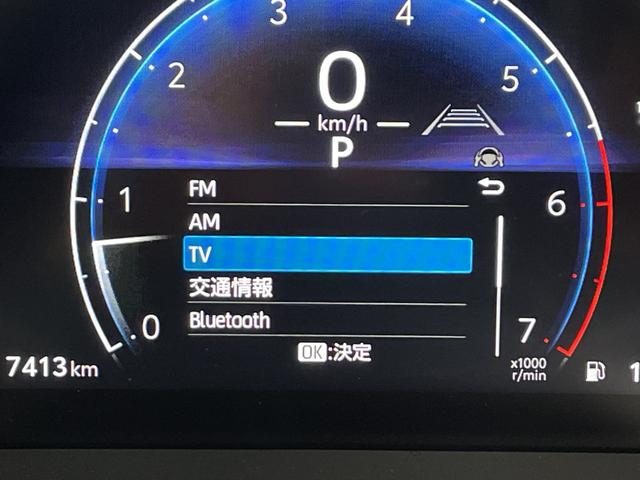 3
4
2
5
0
km/h
P
FM
1
6
AM
TV
交通情報
0
Bluetooth
7
OK:決定
x1000
r/min
7413km
1